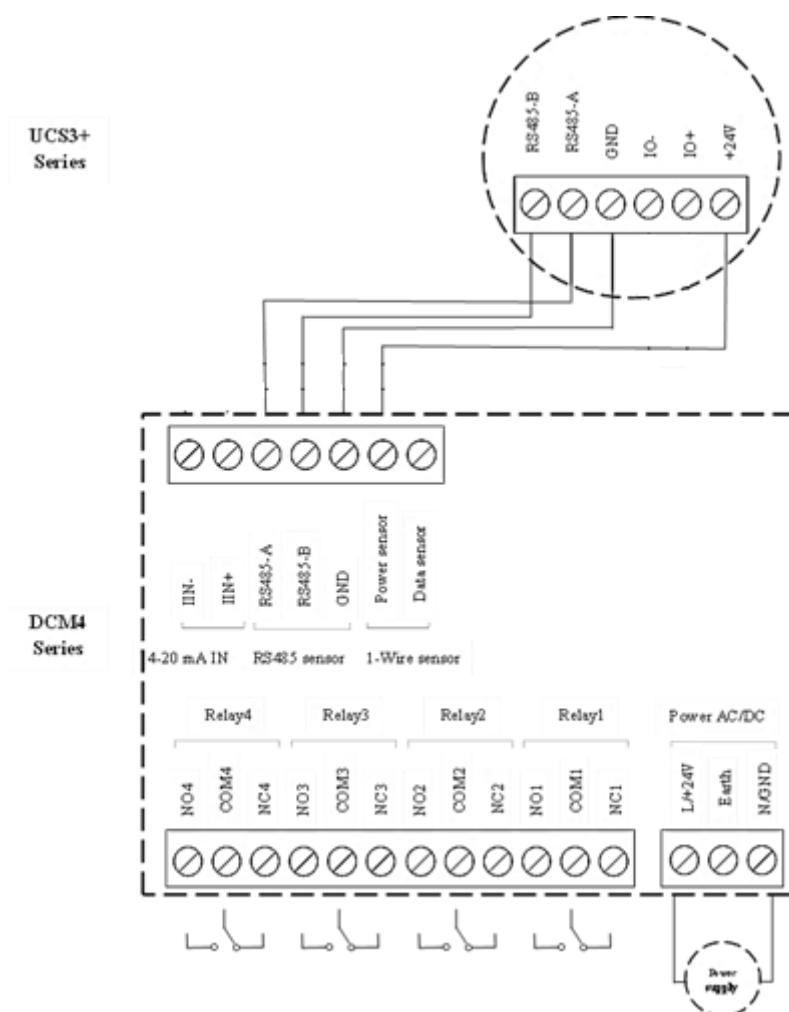 UCS3+
Series
RS485-B
RS485-A
GND
IO-
IO+
+24V
DCM4
Series
IIN-
IIN+
RS485-A
RS485-B
GND
Power sensor
Data sensor
4-20 mA IN
RS485 sensor
1-Wire sensor
Relay4
Relay3
Relay2
Relay1
Power AC/DC
NO4
COM4
NC4
NO3
COM3
NC3
NO2
COM2
NC2
NO1
COM1
NC1
L/+24V
Earth
N/GND
Power
supply